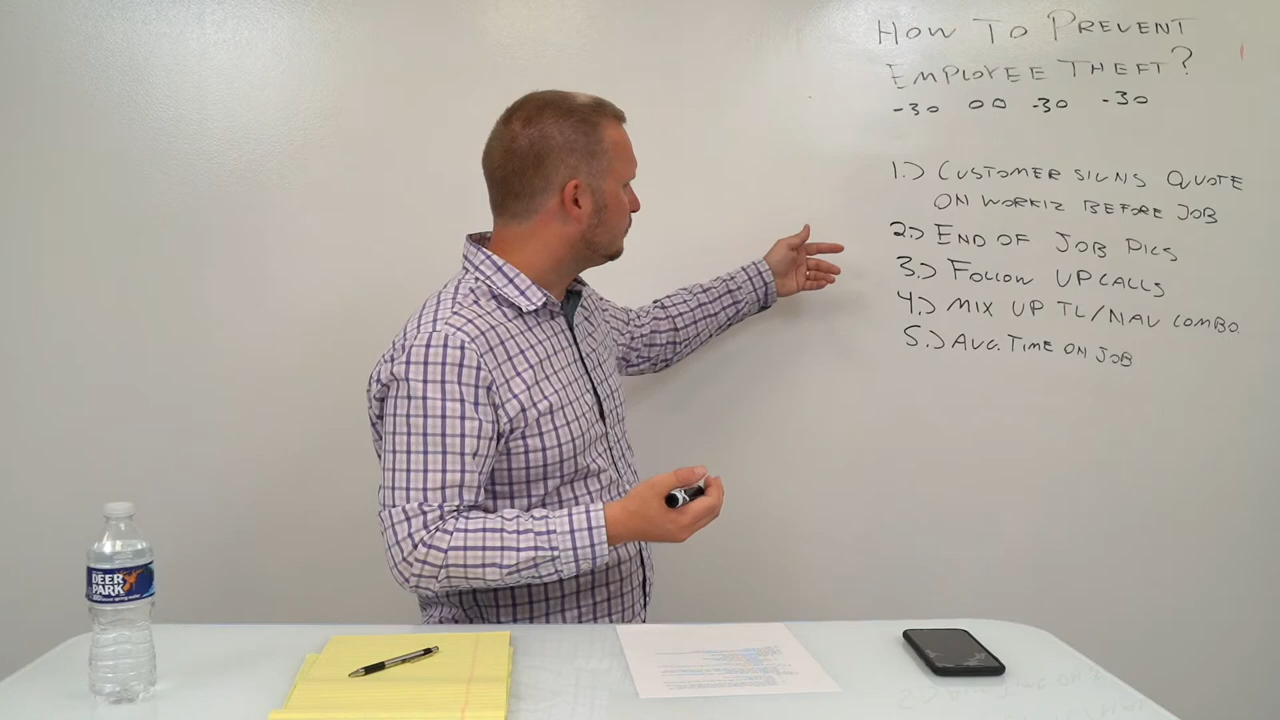 HOW TO PREVENT
EMPLOYEE THEFT?
-30 00 -30 -30
1.) CUSTOMER SIGNS QUOTE
ON WORKIZ BEFORE JOB
2.) END OF JOB PICS
3.) FOLLOW UP CALLS
4.) MIX UP TL/NAV COMBO.
5.) AVG. TIME ON JOB
DEER
PARK